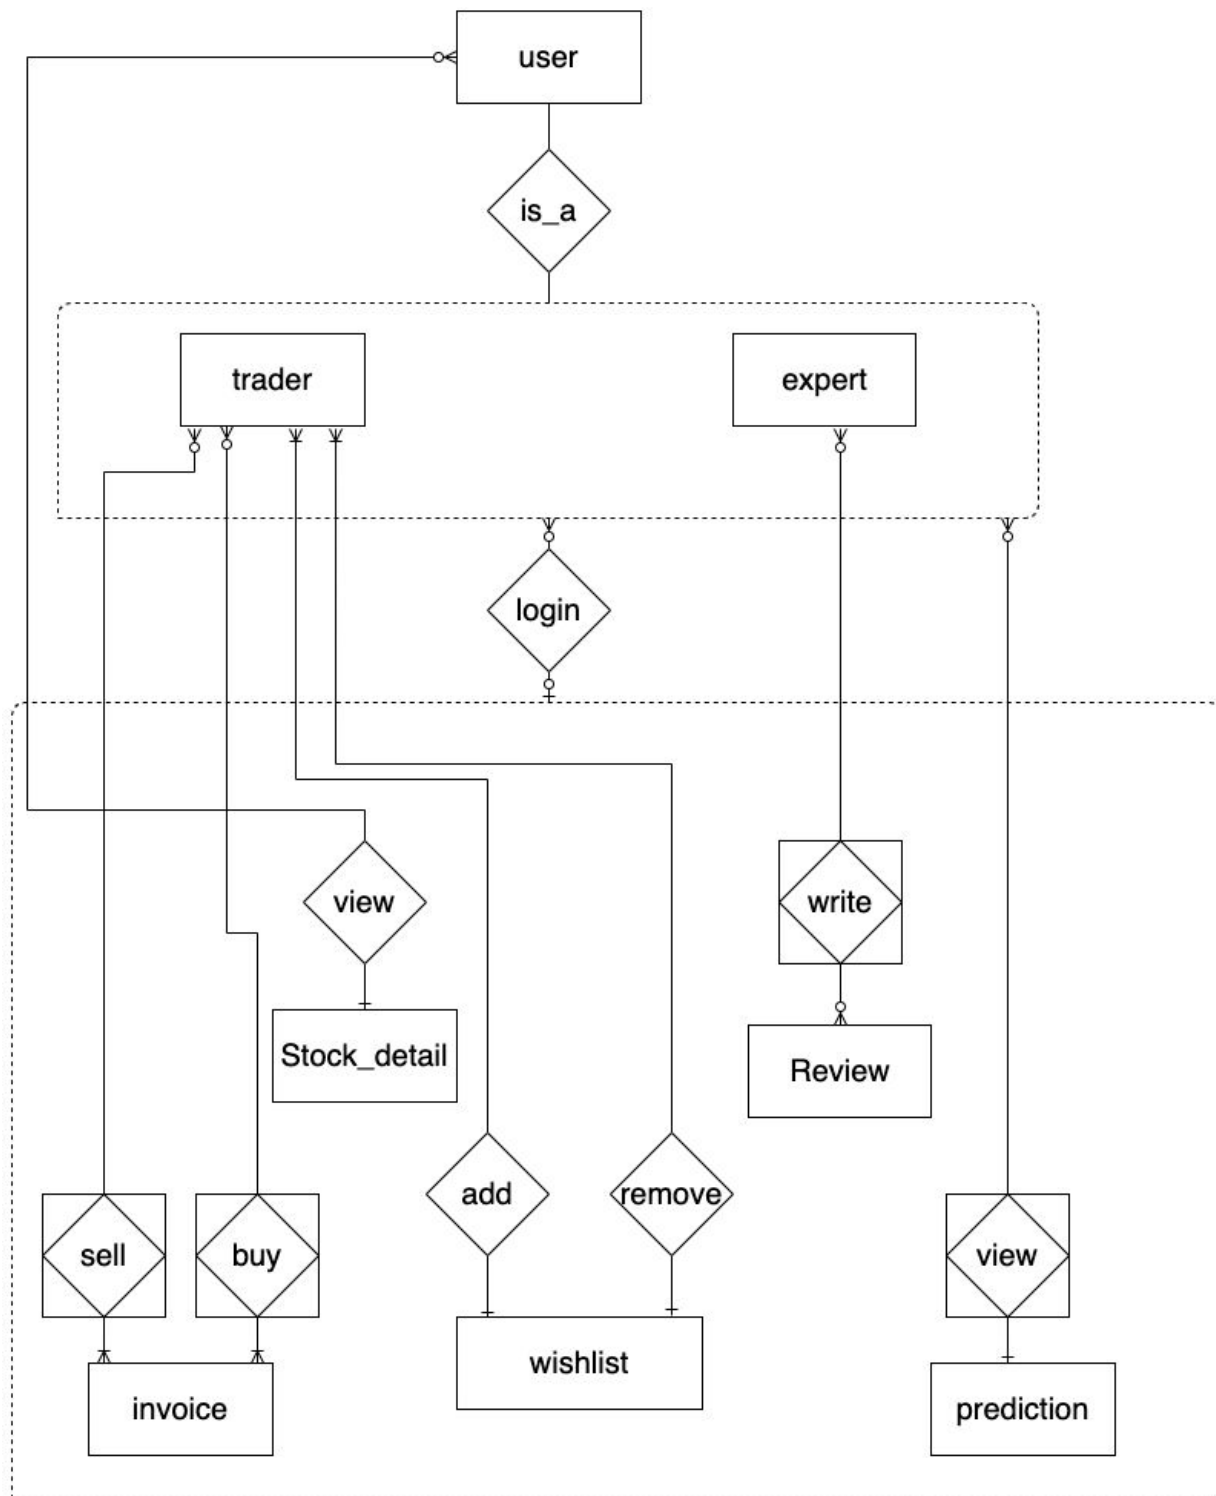 user
is_a
trader
expert
login
view
write
Stock_detail
Review
add
remove
sell
buy
view
wishlist
invoice
prediction